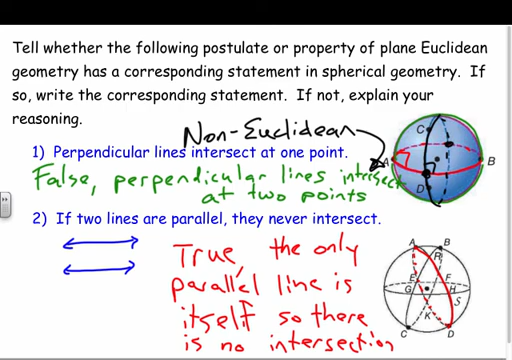 Tell whether the following postulate or property of plane Euclidean
geometry has a corresponding statement in spherical geometry. If
so, write the corresponding statement. If not, explain your
reasoning.
Non-Euclidean
1) Perpendicular lines intersect at one point.
False, perpendicular lines intersect
at two points
C
A
B
D
2) If two lines are parallel, they never intersect.
True, the only
parallel line is
itself so there
is no intersection
A B
R
E F
G H
S
K
C D